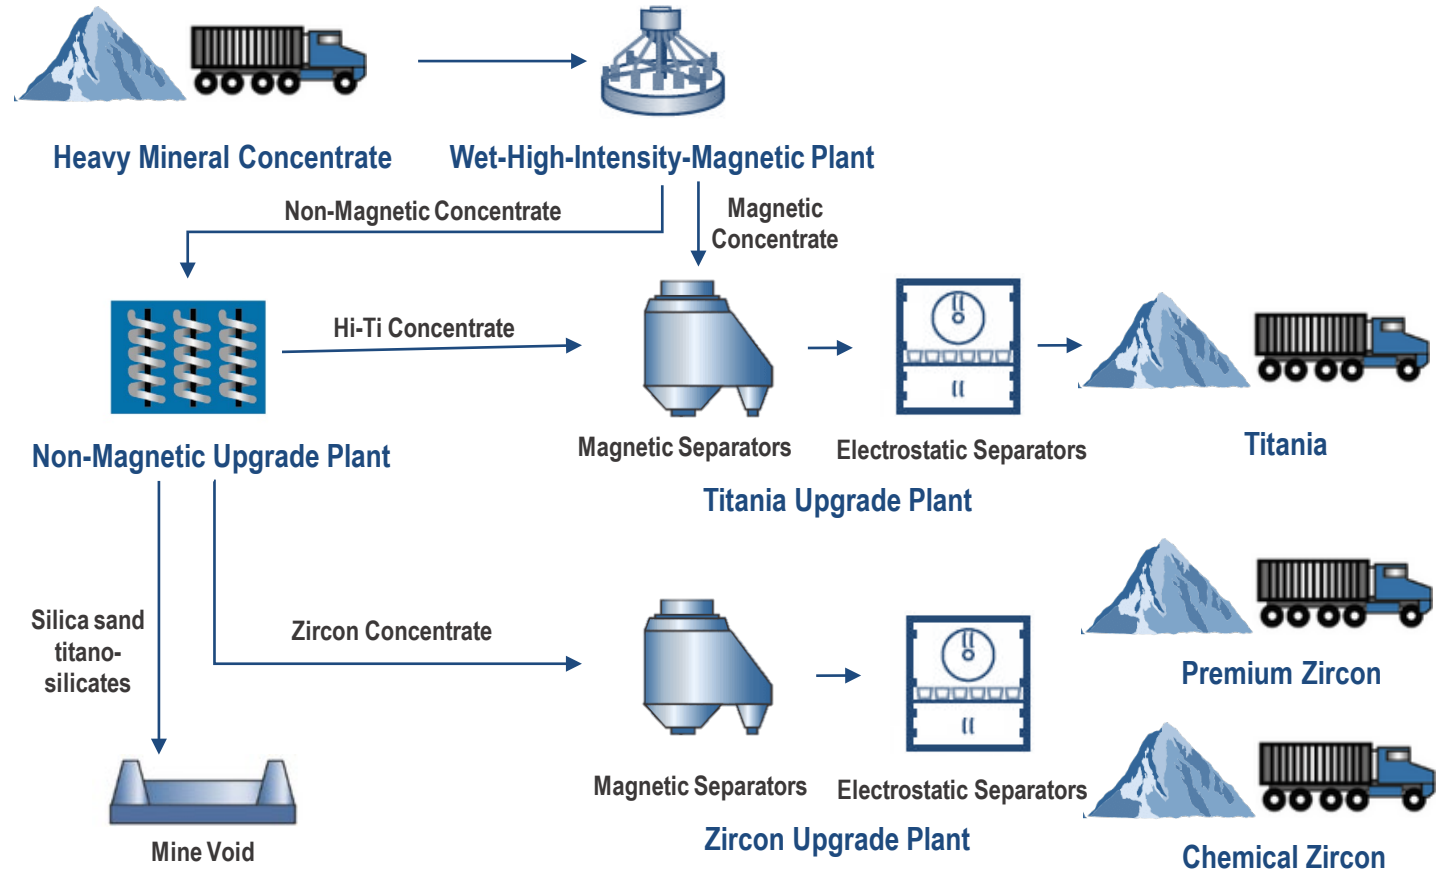 Heavy Mineral Concentrate
Wet-High-Intensity-Magnetic Plant
Non-Magnetic Concentrate
Magnetic
Concentrate
Hi-Ti Concentrate
Non-Magnetic Upgrade Plant
Magnetic Separators
Electrostatic Separators
Titania
Titania Upgrade Plant
Silica sand
titano-
silicates
Zircon Concentrate
Premium Zircon
Magnetic Separators
Electrostatic Separators
Zircon Upgrade Plant
Mine Void
Chemical Zircon